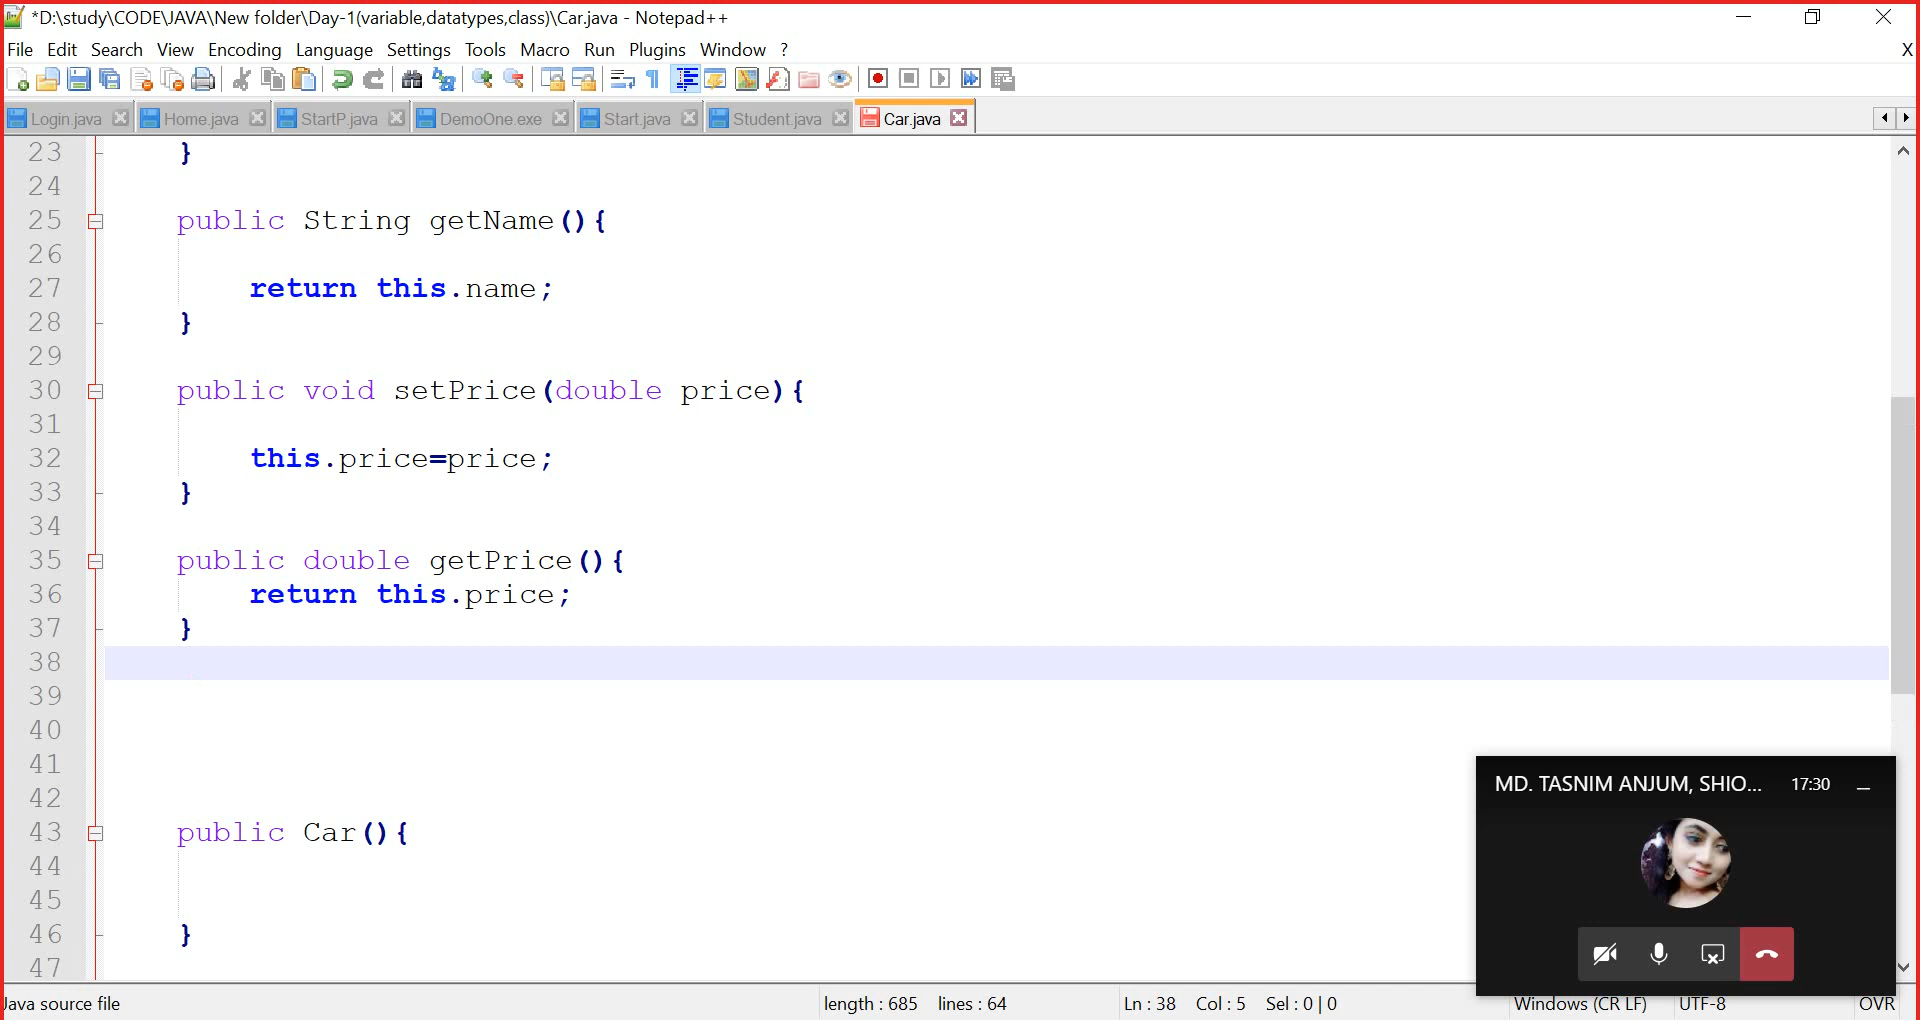 *D:\study\CODE\JAVA\New folder\Day-1(variable,datatypes,class)\Car.java - Notepad++
File Edit Search View Encoding Language Settings Tools Macro Run Plugins Window ? X
Login.java Home.java StartP.java DemoOne.exe Start.java Student.java Car.java
23 }
24
25 public String getName(){
26
27 return this.name;
28 }
29
30 public void setPrice(double price){
31
32 this.price=price;
33 }
34
35 public double getPrice(){
36 return this.price;
37 }
38
39
40
41
42
43 public Car(){
44
45
46 }
47
MD. TASNIM ANJUM, SHIO... 17:30
Java source file length : 685 lines : 64 Ln : 38 Col : 5 Sel : 0 | 0 Windows (CR LF) UTF-8 OVR